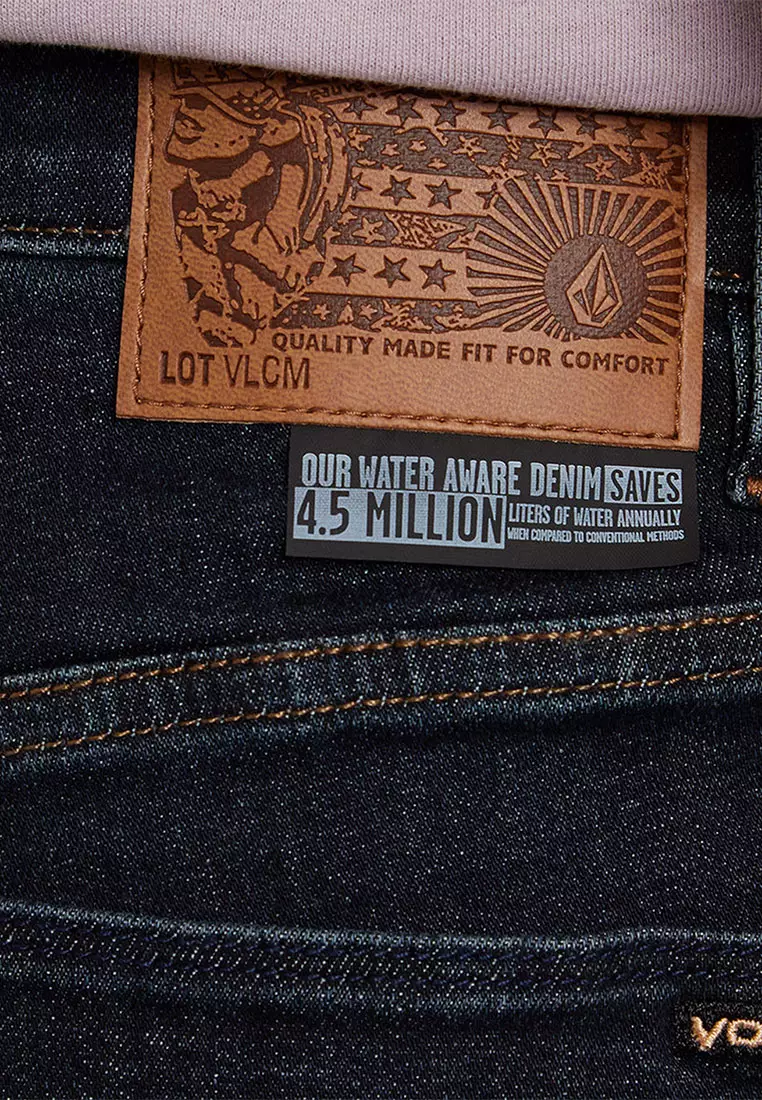 QUALITY MADE FIT FOR COMFORT
LOT VLCM
OUR WATER AWARE DENIM SAVES
4.5 MILLION
LITERS OF WATER ANNUALLY
WHEN COMPARED TO CONVENTIONAL METHODS
VO